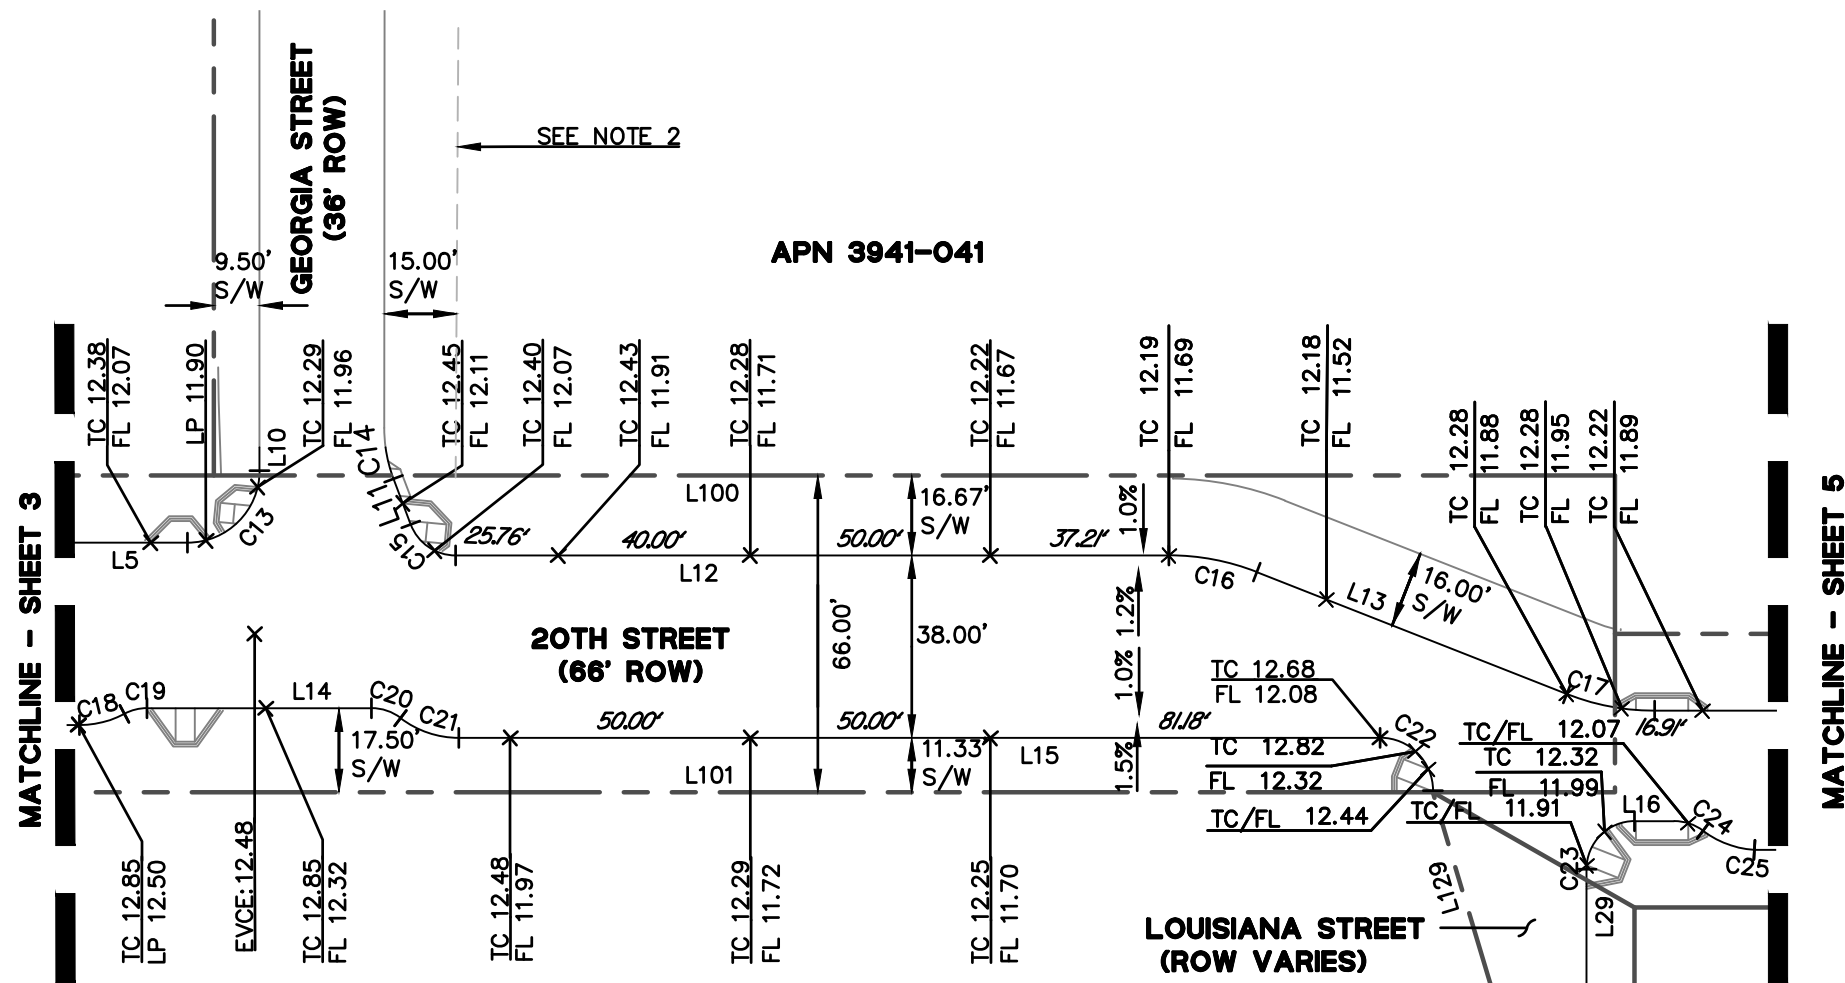 GEORGIA STREET
(36' ROW)
SEE NOTE 2
9.50'
S/W
15.00'
S/W
APN 3941-041
TC 12.38
FL 12.07
LP 11.90
L10
TC 12.29
FL 11.96
C14
TC 12.45
FL 12.11
TC 12.40
FL 12.07
TC 12.43
FL 11.91
TC 12.28
FL 11.71
TC 12.22
FL 11.67
TC 12.19
FL 11.69
TC 12.18
FL 11.52
TC 12.28
FL 11.88
TC 12.28
FL 11.95
TC 12.22
FL 11.89
MATCHLINE - SHEET 3
MATCHLINE - SHEET 5
L5
C13
L11
C15
25.76'
40.00'
L100
L12
50.00'
16.67'
S/W
37.21'
1.0%
C16
L13
16.00'
S/W
C17
16.91'
20TH STREET
(66' ROW)
66.00'
38.00'
1.2%
1.0%
1.5%
C18
C19
L14
C20
C21
17.50'
S/W
50.00'
50.00'
L101
11.33'
S/W
L15
81.18'
TC 12.68
FL 12.08
C22
TC 12.82
FL 12.32
TC/FL 12.44
TC/FL 12.07
TC 12.32
FL 11.99
TC/FL 11.91
L16
C24
C25
C23
L29
L129
TC 12.85
LP 12.50
EVCE:12.48
TC 12.85
FL 12.32
TC 12.48
FL 11.97
TC 12.29
FL 11.72
TC 12.25
FL 11.70
LOUISIANA STREET
(ROW VARIES)